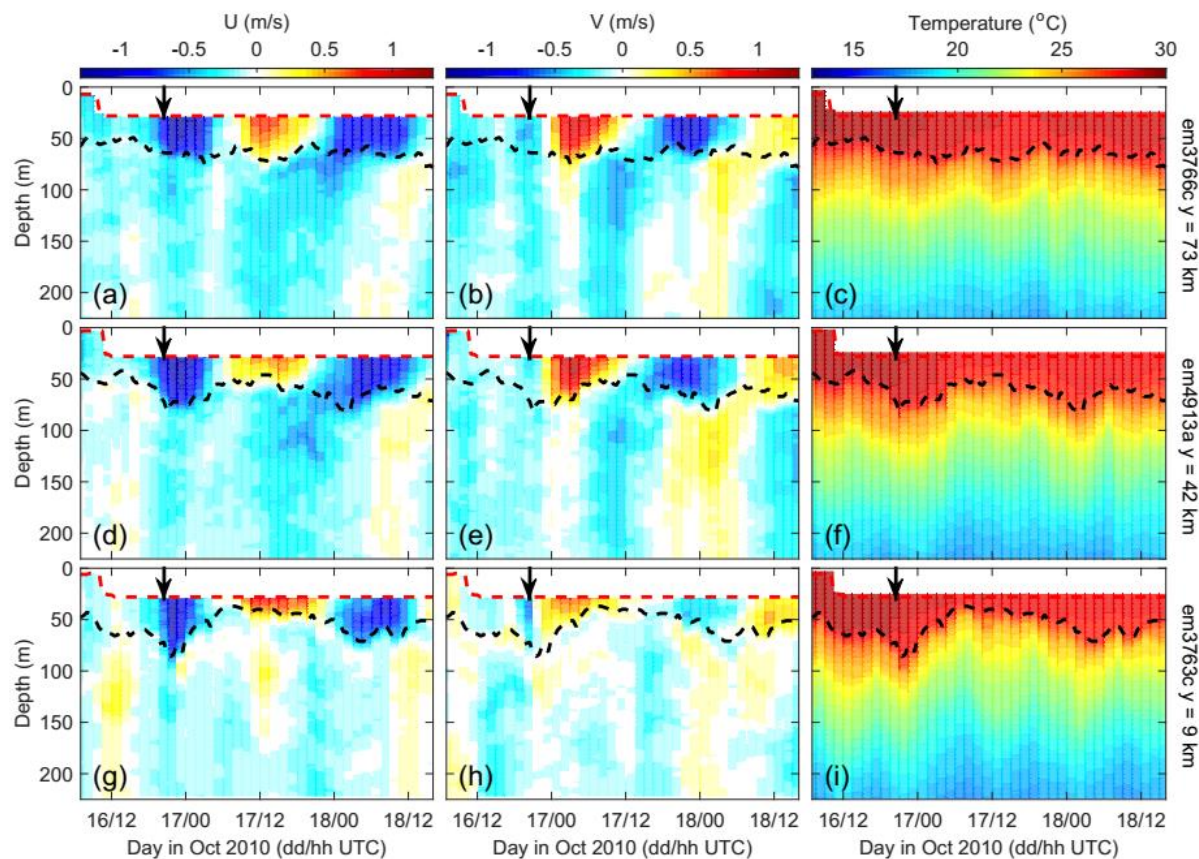 U (m/s)
V (m/s)
Temperature (°C)
-1 -0.5 0 0.5 1
-1 -0.5 0 0.5 1
15 20 25 30
0
50
100
150
200
Depth (m)
(a)
(b)
(c)
em3766c y = 73 km
0
50
100
150
200
Depth (m)
(d)
(e)
(f)
em4913a y = 42 km
0
50
100
150
200
Depth (m)
(g)
(h)
(i)
em3763c y = 9 km
16/12 17/00 17/12 18/00 18/12
16/12 17/00 17/12 18/00 18/12
16/12 17/00 17/12 18/00 18/12
Day in Oct 2010 (dd/hh UTC)
Day in Oct 2010 (dd/hh UTC)
Day in Oct 2010 (dd/hh UTC)